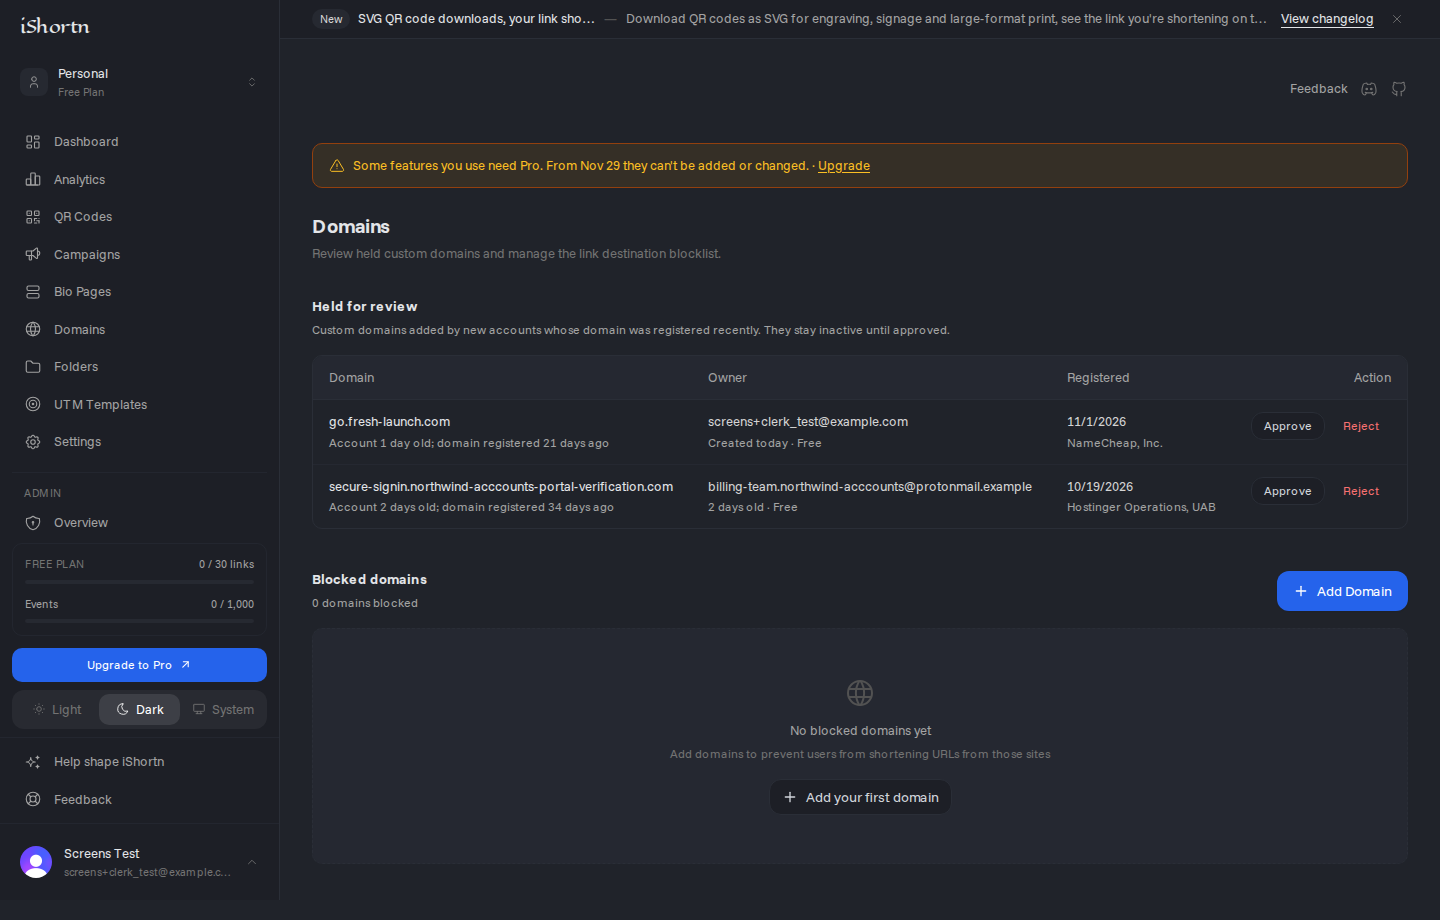 iShortn
New SVG QR code downloads, your link sho... — Download QR codes as SVG for engraving, signage and large-format print, see the link you're shortening on t... View changelog
Personal
Free Plan
Feedback
Dashboard
Analytics
QR Codes
Campaigns
Bio Pages
Domains
Folders
UTM Templates
Settings
ADMIN
Overview
FREE PLAN 0 / 30 links
Events 0 / 1,000
Upgrade to Pro
Light Dark System
Help shape iShortn
Feedback
Screens Test
screens+clerk_test@example.c...
Some features you use need Pro. From Nov 29 they can't be added or changed. · Upgrade
Domains
Review held custom domains and manage the link destination blocklist.
Held for review
Custom domains added by new accounts whose domain was registered recently. They stay inactive until approved.
Domain Owner Registered Action
go.fresh-launch.com screens+clerk_test@example.com 11/1/2026 Approve Reject
Account 1 day old; domain registered 21 days ago Created today · Free NameCheap, Inc.
secure-signin.northwind-acccounts-portal-verification.com billing-team.northwind-acccounts@protonmail.example 10/19/2026 Approve Reject
Account 2 days old; domain registered 34 days ago 2 days old · Free Hostinger Operations, UAB
Blocked domains
0 domains blocked
Add Domain
No blocked domains yet
Add domains to prevent users from shortening URLs from those sites
Add your first domain